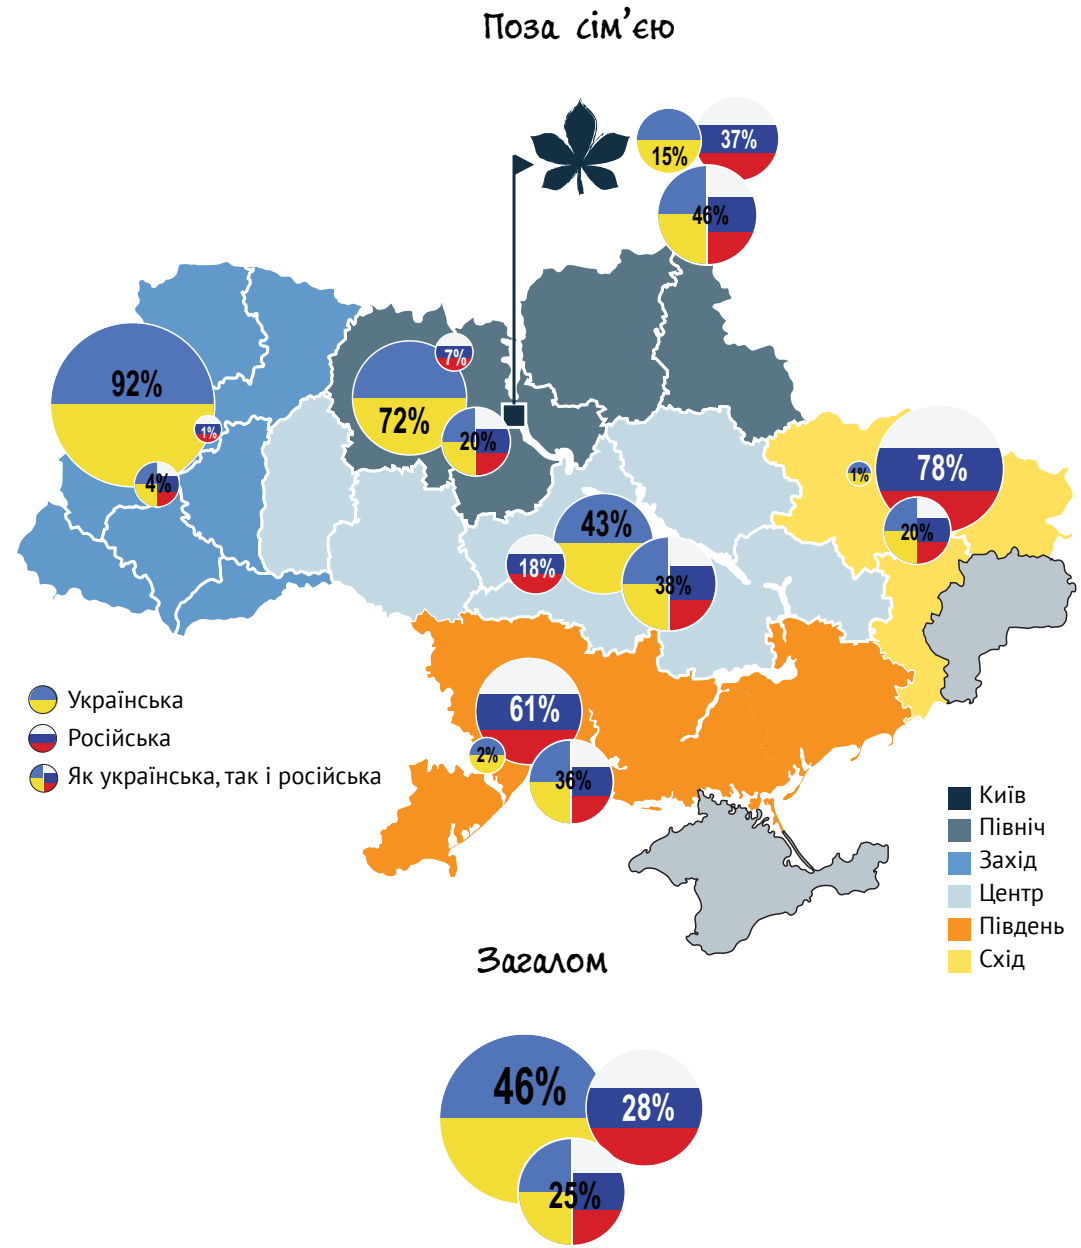 Поза сім’єю
15%
37%
46%
92%
1%
4%
7%
72%
20%
78%
1%
20%
43%
18%
38%
61%
2%
36%
Українська
Російська
Як українська, так і російська
Київ
Північ
Захід
Центр
Південь
Схід
Загалом
46%
28%
25%